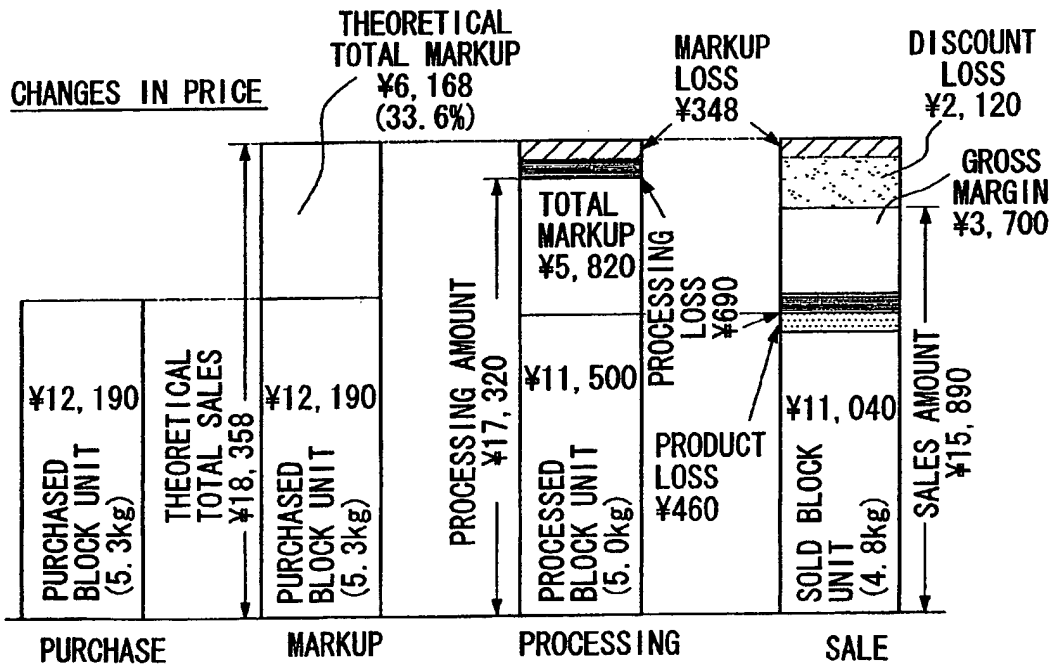 CHANGES IN PRICE
THEORETICAL
TOTAL MARKUP
¥6, 168
(33. 6%)
MARKUP
LOSS
¥348
DISCOUNT
LOSS
¥2, 120
GROSS
MARGIN
¥3, 700
¥12, 190
PURCHASED
BLOCK UNIT
(5. 3kg)
THEORETICAL
TOTAL SALES
¥18, 358
¥12, 190
PURCHASED
BLOCK UNIT
(5. 3kg)
PROCESSING AMOUNT
¥17, 320
TOTAL
MARKUP
¥5, 820
¥11, 500
PROCESSED
BLOCK UNIT
(5. 0kg)
PROCESSING
LOSS
¥690
PRODUCT
LOSS
¥460
¥11, 040
SOLD BLOCK
UNIT
(4. 8kg)
SALES AMOUNT
¥15, 890
PURCHASE
MARKUP
PROCESSING
SALE